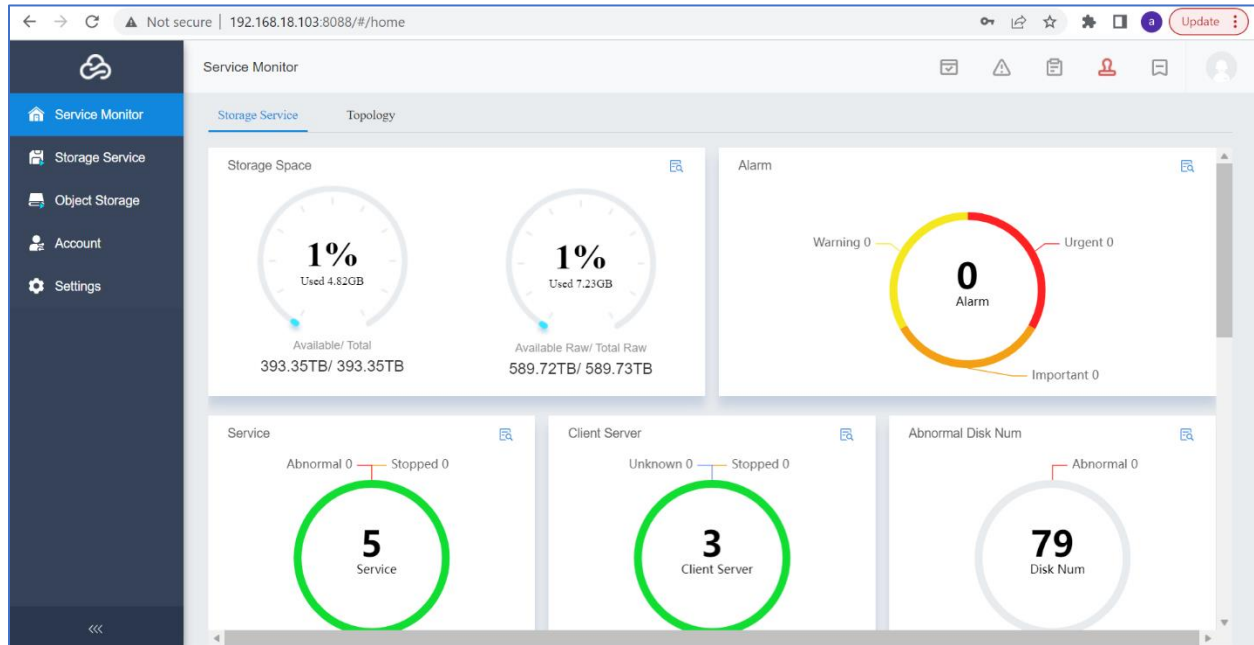 Not secure | 192.168.18.103:8088/#/home
a
Update
Service Monitor
Service Monitor
Storage Service
Object Storage
Account
Settings
Storage Service Topology
Storage Space
1%
Used 4.82GB
Available/ Total
393.35TB/ 393.35TB
1%
Used 7.23GB
Available Raw/ Total Raw
589.72TB/ 589.73TB
Alarm
Warning 0
Urgent 0
0
Alarm
Important 0
Service
Abnormal 0 Stopped 0
5
Service
Client Server
Unknown 0 Stopped 0
3
Client Server
Abnormal Disk Num
Abnormal 0
79
Disk Num